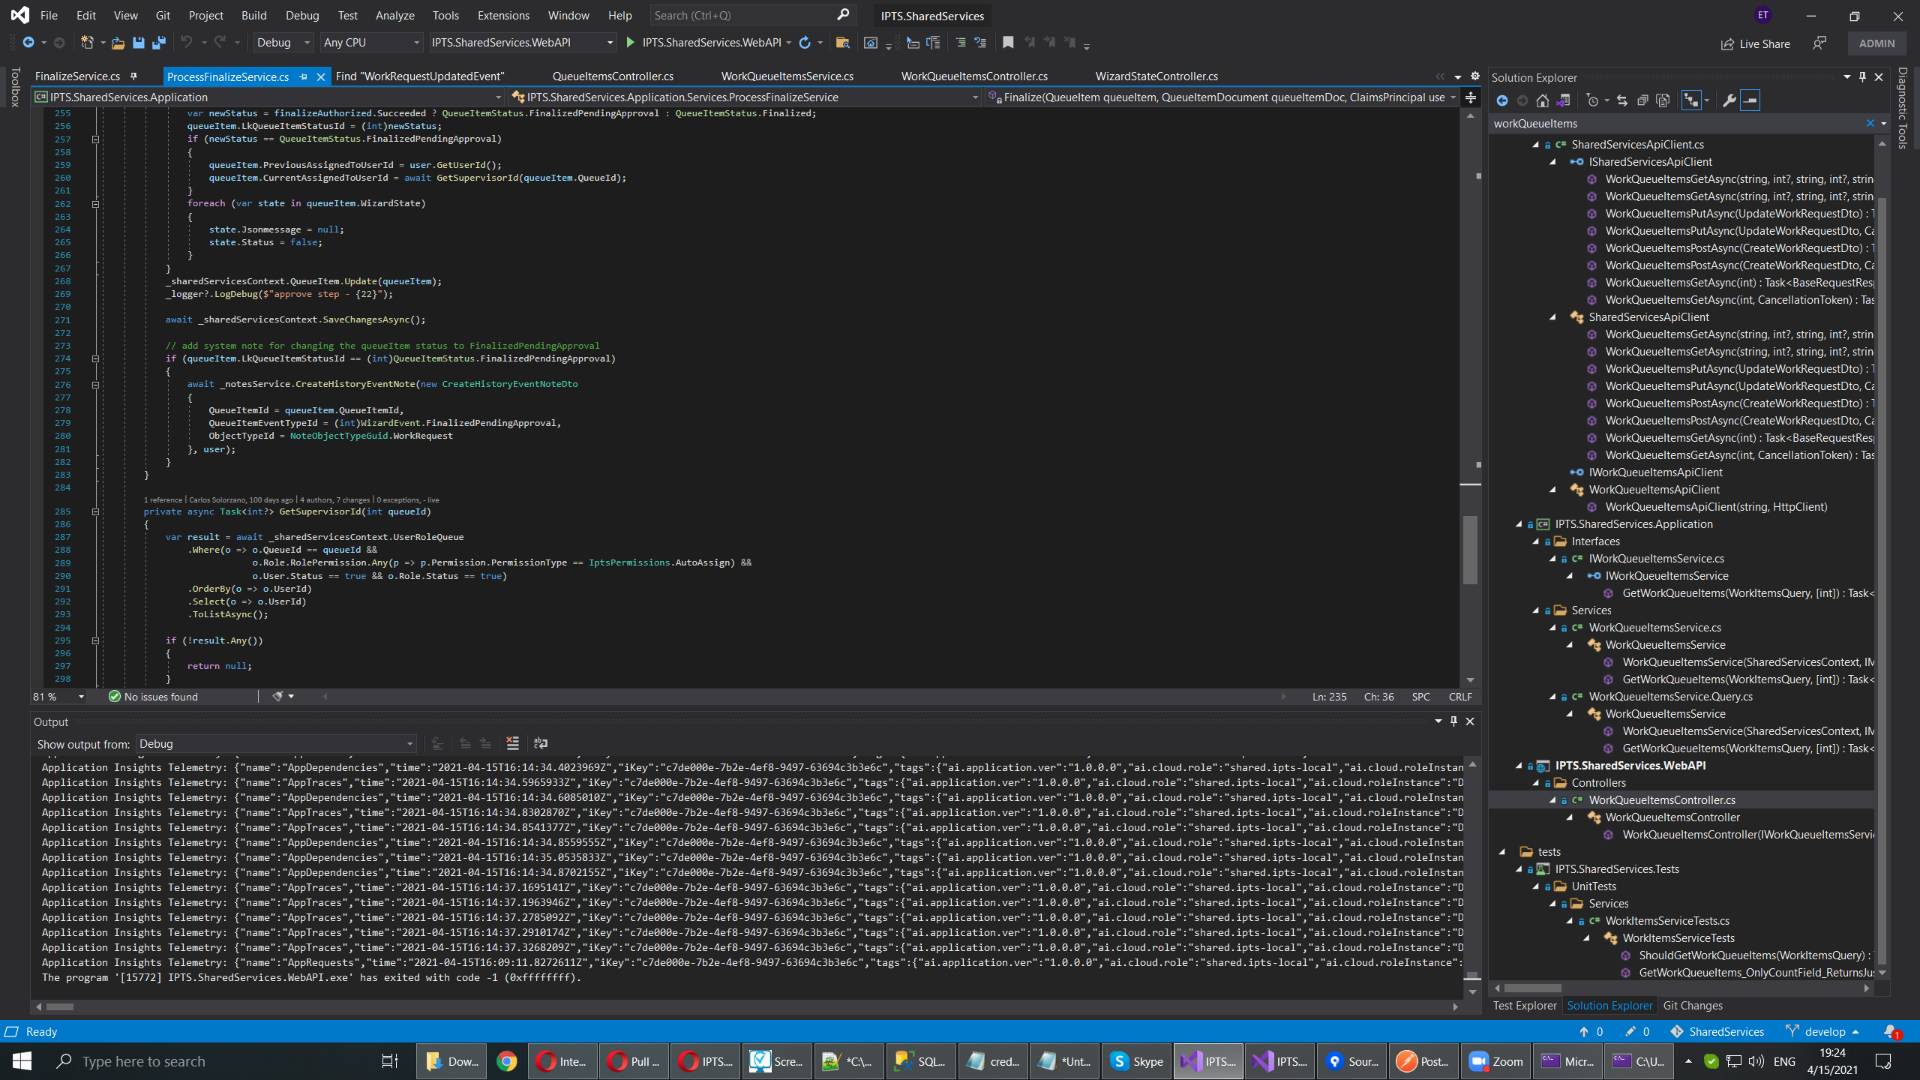 File Edit View Git Project Build Debug Test Analyze Tools Extensions Window Help Search (Ctrl+Q) IPTS.SharedServices ET
Debug Any CPU IPTS.SharedServices.WebAPI IPTS.SharedServices.WebAPI Live Share ADMIN
Toolbox
FinalizeService.cs ProcessFinalizeService.cs Find "WorkRequestUpdatedEvent" QueueItemsController.cs WorkQueueItemsService.cs WorkQueueItemsController.cs WizardStateController.cs
IPTS.SharedServices.Application IPTS.SharedServices.Application.Services.ProcessFinalizeService Finalize(QueueItem queueItem, QueueItemDocument queueItemDoc, ClaimsPrincipal use
255 var newStatus = finalizeAuthorized.Succeeded ? QueueItemStatus.FinalizedPendingApproval : QueueItemStatus.Finalized;
256 queueItem.LkQueueItemStatusId = (int)newStatus;
257 if (newStatus == QueueItemStatus.FinalizedPendingApproval)
258 {
259 queueItem.PreviousAssignedToUserId = user.GetUserId();
260 queueItem.CurrentAssignedToUserId = await GetSupervisorId(queueItem.QueueId);
261 }
262 foreach (var state in queueItem.WizardState)
263 {
264 state.Jsonmessage = null;
265 state.Status = false;
266 }
267 }
268 _sharedServicesContext.QueueItem.Update(queueItem);
269 _logger?.LogDebug($"approve step - {22}");
270
271 await _sharedServicesContext.SaveChangesAsync();
272
273 // add system note for changing the queueItem status to FinalizedPendingApproval
274 if (queueItem.LkQueueItemStatusId == (int)QueueItemStatus.FinalizedPendingApproval)
275 {
276 await _notesService.CreateHistoryEventNote(new CreateHistoryEventNoteDto
277 {
278 QueueItemId = queueItem.QueueItemId,
279 QueueItemEventTypeId = (int)WizardEvent.FinalizedPendingApproval,
280 ObjectTypeId = NoteObjectTypeGuid.WorkRequest
281 }, user);
282 }
283 }
284
1 reference | Carlos Solorzano, 100 days ago | 4 authors, 7 changes | 0 exceptions, - live
285 private async Task<int?> GetSupervisorId(int queueId)
286 {
287 var result = await _sharedServicesContext.UserRoleQueue
288 .Where(o => o.QueueId == queueId &&
289 o.Role.RolePermission.Any(p => p.Permission.PermissionType == IptsPermissions.AutoAssign) &&
290 o.User.Status == true && o.Role.Status == true)
291 .OrderBy(o => o.UserId)
292 .Select(o => o.UserId)
293 .ToListAsync();
294
295 if (!result.Any())
296 {
297 return null;
298 }
81 % No issues found Ln: 235 Ch: 36 SPC CRLF
Output
Show output from: Debug
Application Insights Telemetry: {"name":"AppDependencies","time":"2021-04-15T16:14:34.4023969Z","iKey":"c7de000e-7b2e-4ef8-9497-63694c3b3e6c","tags":{"ai.application.ver":"1.0.0.0","ai.cloud.role":"shared.ipts-local","ai.cloud.roleInstan
Application Insights Telemetry: {"name":"AppDependencies","time":"2021-04-15T16:14:34.5965933Z","iKey":"c7de000e-7b2e-4ef8-9497-63694c3b3e6c","tags":{"ai.application.ver":"1.0.0.0","ai.cloud.role":"shared.ipts-local","ai.cloud.roleInstan
Application Insights Telemetry: {"name":"AppDependencies","time":"2021-04-15T16:14:34.6085010Z","iKey":"c7de000e-7b2e-4ef8-9497-63694c3b3e6c","tags":{"ai.application.ver":"1.0.0.0","ai.cloud.role":"shared.ipts-local","ai.cloud.roleInstan
Application Insights Telemetry: {"name":"AppDependencies","time":"2021-04-15T16:14:34.8302870Z","iKey":"c7de000e-7b2e-4ef8-9497-63694c3b3e6c","tags":{"ai.application.ver":"1.0.0.0","ai.cloud.role":"shared.ipts-local","ai.cloud.roleInstan
Application Insights Telemetry: {"name":"AppDependencies","time":"2021-04-15T16:14:34.8541377Z","iKey":"c7de000e-7b2e-4ef8-9497-63694c3b3e6c","tags":{"ai.application.ver":"1.0.0.0","ai.cloud.role":"shared.ipts-local","ai.cloud.roleInstan
Application Insights Telemetry: {"name":"AppDependencies","time":"2021-04-15T16:14:34.8559555Z","iKey":"c7de000e-7b2e-4ef8-9497-63694c3b3e6c","tags":{"ai.application.ver":"1.0.0.0","ai.cloud.role":"shared.ipts-local","ai.cloud.roleInstan
Application Insights Telemetry: {"name":"AppDependencies","time":"2021-04-15T16:14:35.0535833Z","iKey":"c7de000e-7b2e-4ef8-9497-63694c3b3e6c","tags":{"ai.application.ver":"1.0.0.0","ai.cloud.role":"shared.ipts-local","ai.cloud.roleInstan
Application Insights Telemetry: {"name":"AppDependencies","time":"2021-04-15T16:14:34.8702155Z","iKey":"c7de000e-7b2e-4ef8-9497-63694c3b3e6c","tags":{"ai.application.ver":"1.0.0.0","ai.cloud.role":"shared.ipts-local","ai.cloud.roleInstan
Application Insights Telemetry: {"name":"AppTraces","time":"2021-04-15T16:14:37.1695141Z","iKey":"c7de000e-7b2e-4ef8-9497-63694c3b3e6c","tags":{"ai.application.ver":"1.0.0.0","ai.cloud.role":"shared.ipts-local","ai.cloud.roleInstance":"D
Application Insights Telemetry: {"name":"AppTraces","time":"2021-04-15T16:14:37.1963946Z","iKey":"c7de000e-7b2e-4ef8-9497-63694c3b3e6c","tags":{"ai.application.ver":"1.0.0.0","ai.cloud.role":"shared.ipts-local","ai.cloud.roleInstance":"D
Application Insights Telemetry: {"name":"AppTraces","time":"2021-04-15T16:14:37.2785092Z","iKey":"c7de000e-7b2e-4ef8-9497-63694c3b3e6c","tags":{"ai.application.ver":"1.0.0.0","ai.cloud.role":"shared.ipts-local","ai.cloud.roleInstance":"D
Application Insights Telemetry: {"name":"AppTraces","time":"2021-04-15T16:14:37.2910174Z","iKey":"c7de000e-7b2e-4ef8-9497-63694c3b3e6c","tags":{"ai.application.ver":"1.0.0.0","ai.cloud.role":"shared.ipts-local","ai.cloud.roleInstance":"D
Application Insights Telemetry: {"name":"AppTraces","time":"2021-04-15T16:14:37.3268209Z","iKey":"c7de000e-7b2e-4ef8-9497-63694c3b3e6c","tags":{"ai.application.ver":"1.0.0.0","ai.cloud.role":"shared.ipts-local","ai.cloud.roleInstance":"D
Application Insights Telemetry: {"name":"AppRequests","time":"2021-04-15T16:09:11.8272611Z","iKey":"c7de000e-7b2e-4ef8-9497-63694c3b3e6c","tags":{"ai.application.ver":"1.0.0.0","ai.cloud.role":"shared.ipts-local","ai.cloud.roleInstance":
The program '[15772] IPTS.SharedServices.WebAPI.exe' has exited with code -1 (0xffffffff).
Solution Explorer
Diagnostic Tools
workQueueItems
SharedServicesApiClient.cs
ISharedServicesApiClient
WorkQueueItemsGetAsync(string, int?, string, int?, strin
WorkQueueItemsGetAsync(string, int?, string, int?, strin
WorkQueueItemsPutAsync(UpdateWorkRequestDto) : T
WorkQueueItemsPutAsync(UpdateWorkRequestDto, Ca
WorkQueueItemsPostAsync(CreateWorkRequestDto) : T
WorkQueueItemsPostAsync(CreateWorkRequestDto, Ca
WorkQueueItemsGetAsync(int) : Task<BaseRequestResp
WorkQueueItemsGetAsync(int, CancellationToken) : Tas
SharedServicesApiClient
WorkQueueItemsGetAsync(string, int?, string, int?, strin
WorkQueueItemsGetAsync(string, int?, string, int?, strin
WorkQueueItemsPutAsync(UpdateWorkRequestDto) : T
WorkQueueItemsPutAsync(UpdateWorkRequestDto, Ca
WorkQueueItemsPostAsync(CreateWorkRequestDto) : T
WorkQueueItemsPostAsync(CreateWorkRequestDto, Ca
WorkQueueItemsGetAsync(int) : Task<BaseRequestResp
WorkQueueItemsGetAsync(int, CancellationToken) : Tas
IWorkQueueItemsApiClient
WorkQueueItemsApiClient
WorkQueueItemsApiClient(string, HttpClient)
IPTS.SharedServices.Application
Interfaces
IWorkQueueItemsService.cs
IWorkQueueItemsService
GetWorkQueueItems(WorkItemsQuery, [int]) : Task<
Services
WorkQueueItemsService.cs
WorkQueueItemsService
WorkQueueItemsService(SharedServicesContext, IM
GetWorkQueueItems(WorkItemsQuery, [int]) : Task<
WorkQueueItemsService.Query.cs
WorkQueueItemsService
WorkQueueItemsService(SharedServicesContext, IM
GetWorkQueueItems(WorkItemsQuery, [int]) : Task<
IPTS.SharedServices.WebAPI
Controllers
WorkQueueItemsController.cs
WorkQueueItemsController
WorkQueueItemsController(IWorkQueueItemsServi
tests
IPTS.SharedServices.Tests
UnitTests
Services
WorkItemsServiceTests.cs
WorkItemsServiceTests
ShouldGetWorkQueueItems(WorkItemsQuery) :
GetWorkQueueItems_OnlyCountField_ReturnsJus
Test Explorer Solution Explorer Git Changes
Ready 0 0 SharedServices develop 1
Type here to search Dow... Inte... Pull ... IPTS.... Scre... *C:\... SQL... cred... *Unt... Skype IPTS... IPTS... Sour... Post... Zoom Micr... C:\U... ENG 19:24
4/15/2021